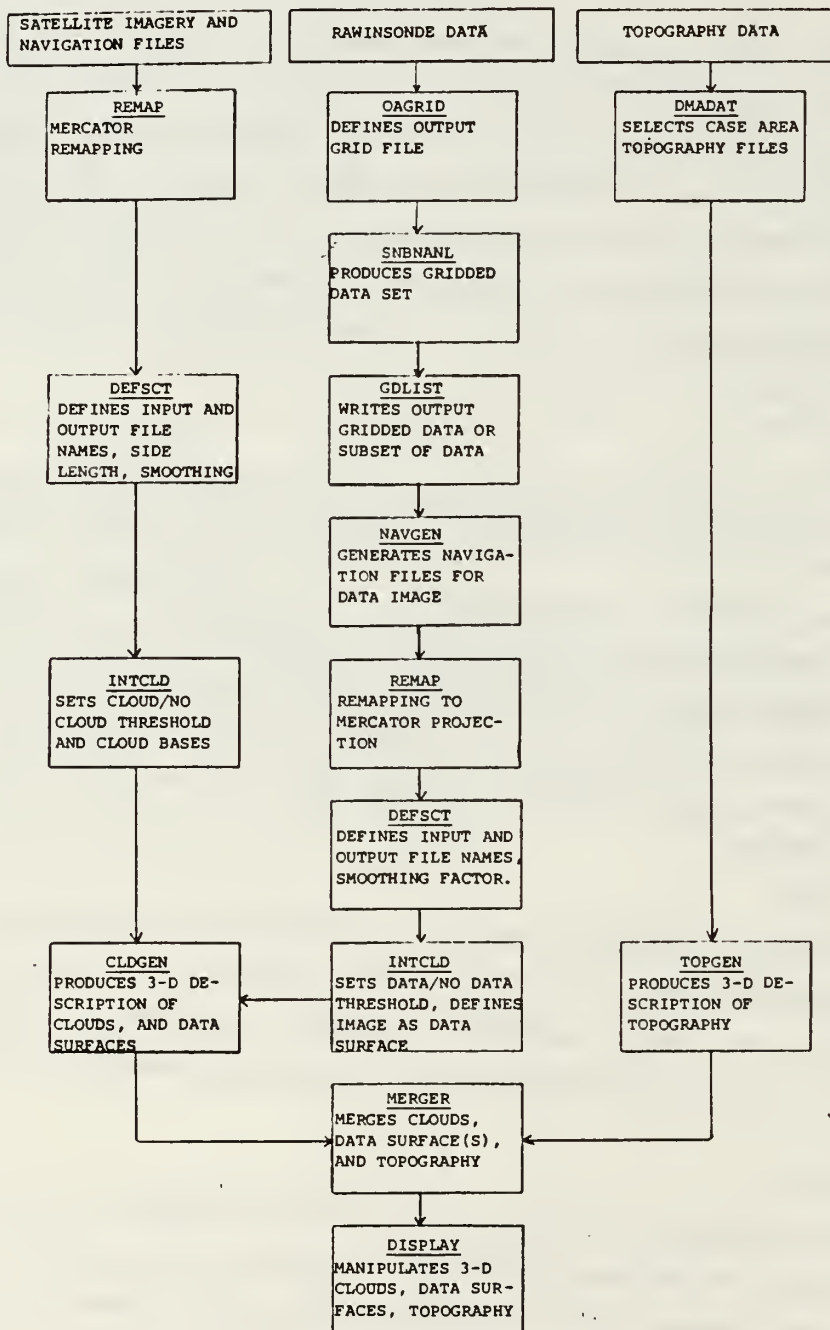 SATELLITE IMAGERY AND
NAVIGATION FILES
RAWINSONDE DATA
TOPOGRAPHY DATA
REMAP
MERCATOR
REMAPPING
OAGRID
DEFINES OUTPUT
GRID FILE
DMADAT
SELECTS CASE AREA
TOPOGRAPHY FILES
SNBNANL
PRODUCES GRIDDED
DATA SET
DEFSCT
DEFINES INPUT AND
OUTPUT FILE
NAMES, SIDE
LENGTH, SMOOTHING
GDLIST
WRITES OUTPUT
GRIDDED DATA OR
SUBSET OF DATA
NAVGEN
GENERATES NAVIGA-
TION FILES FOR
DATA IMAGE
INTCLD
SETS CLOUD/NO
CLOUD THRESHOLD
AND CLOUD BASES
REMAP
REMAPPING TO
MERCATOR PROJEC-
TION
DEFSCT
DEFINES INPUT AND
OUTPUT FILE NAMES,
SMOOTHING FACTOR.
CLDGEN
PRODUCES 3-D DE-
SCRIPTION OF
CLOUDS, AND DATA
SURFACES
INTCLD
SETS DATA/NO DATA
THRESHOLD, DEFINES
IMAGE AS DATA
SURFACE
TOPGEN
PRODUCES 3-D DE-
SCRIPTION OF
TOPOGRAPHY
MERGER
MERGES CLOUDS,
DATA SURFACE(S),
AND TOPOGRAPHY
DISPLAY
MANIPULATES 3-D
CLOUDS, DATA SUR-
FACES, TOPOGRAPHY